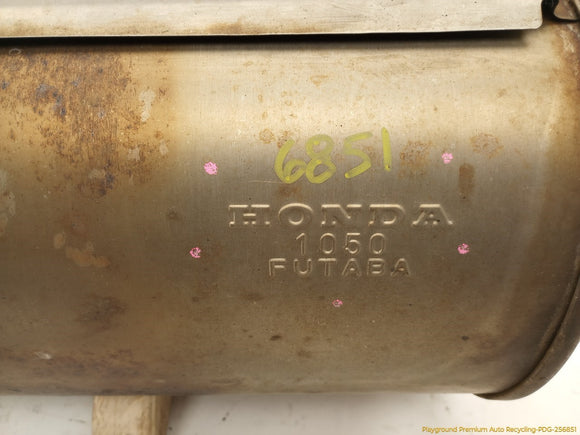 6851
HONDA
1050
FUTABA
Playground Premium Auto Recycling-PDG-256851